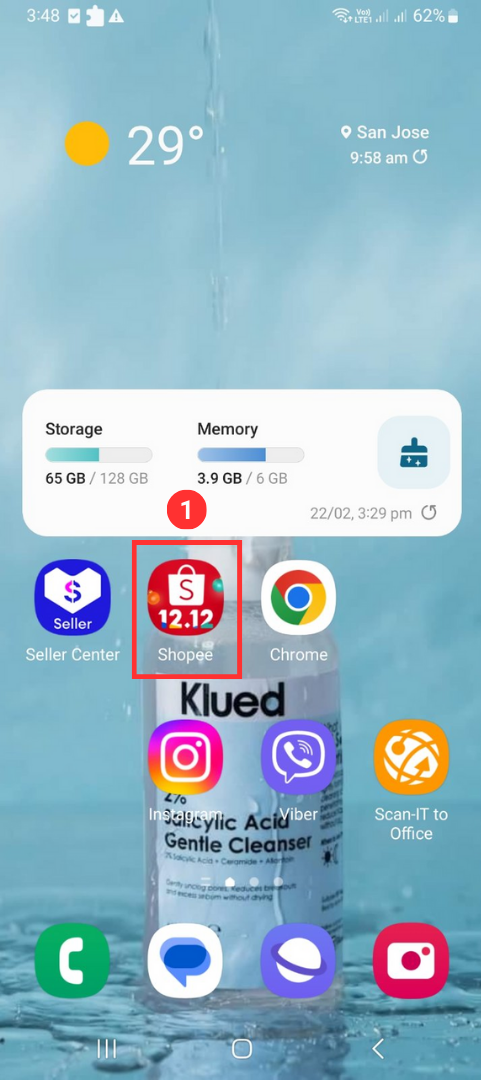 3:48
Vo)) LTE1 62%
29°
San Jose
9:58 am
Storage
Memory
65 GB / 128 GB
3.9 GB / 6 GB
22/02, 3:29 pm
1
$
Seller
S
12.12
Seller Center
Shopee
Chrome
Klued
Instagram
Viber
Scan-IT to
Office
2%
Salicylic Acid
Gentle Cleanser
2% Salicylic Acid + Ceramide + Allantoin
Gently unclog pores, Reduces
and excess sebum without drying